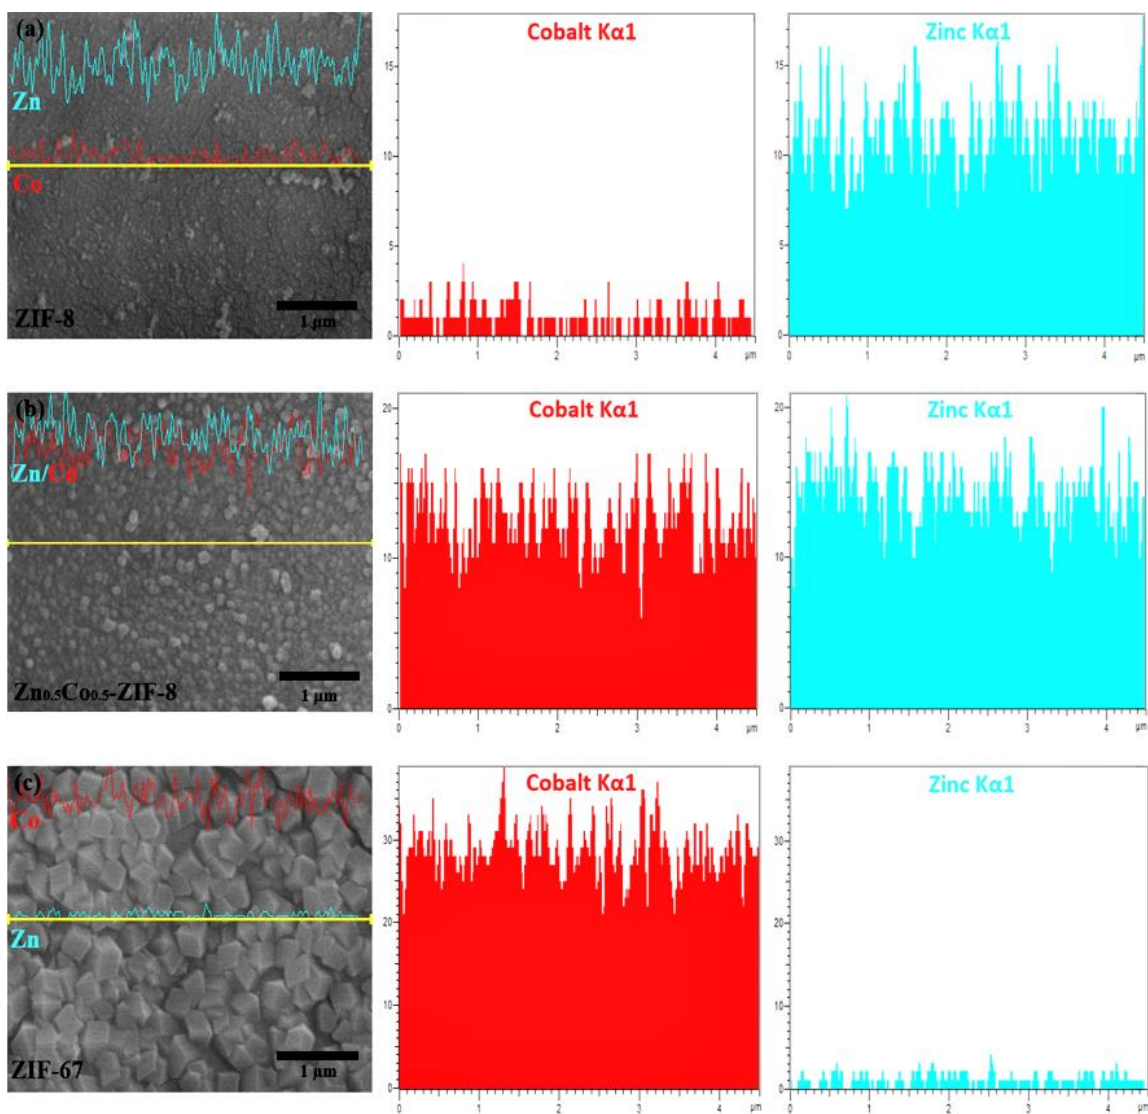 (a)
Zn
Co
ZIF-8
1 µm
Cobalt Kα1
15
10
5
0
0 1 2 3 4 µm
Zinc Kα1
15
10
5
0
0 1 2 3 4 µm
(b)
Zn/Co
Zn0.5Co0.5-ZIF-8
1 µm
Cobalt Kα1
20
10
0
0 1 2 3 4 µm
Zinc Kα1
20
10
0
0 1 2 3 4 µm
(c)
Co
Zn
ZIF-67
1 µm
Cobalt Kα1
30
20
10
0
0 1 2 3 4 µm
Zinc Kα1
30
20
10
0
0 1 2 3 4 µm